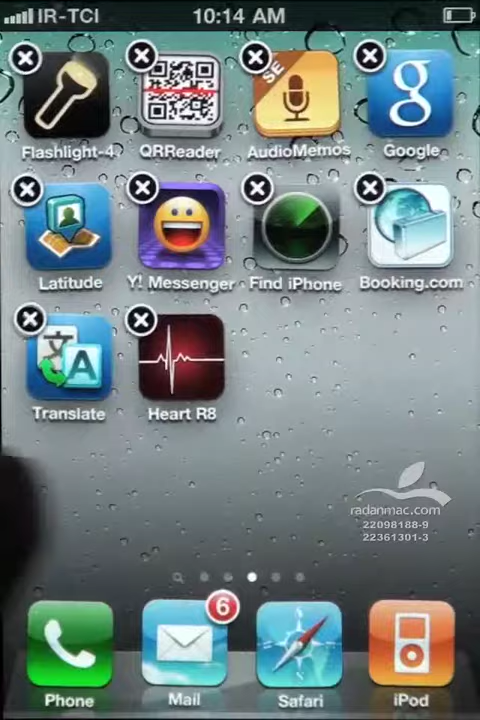 IR-TCI 10:14 AM
SE
Flashlight-4 QRReader AudioMemos Google
Latitude Y! Messenger Find iPhone Booking.com
文 A
Translate Heart R8
radanmac.com
22098188-9
22361301-3
6
Phone Mail Safari iPod